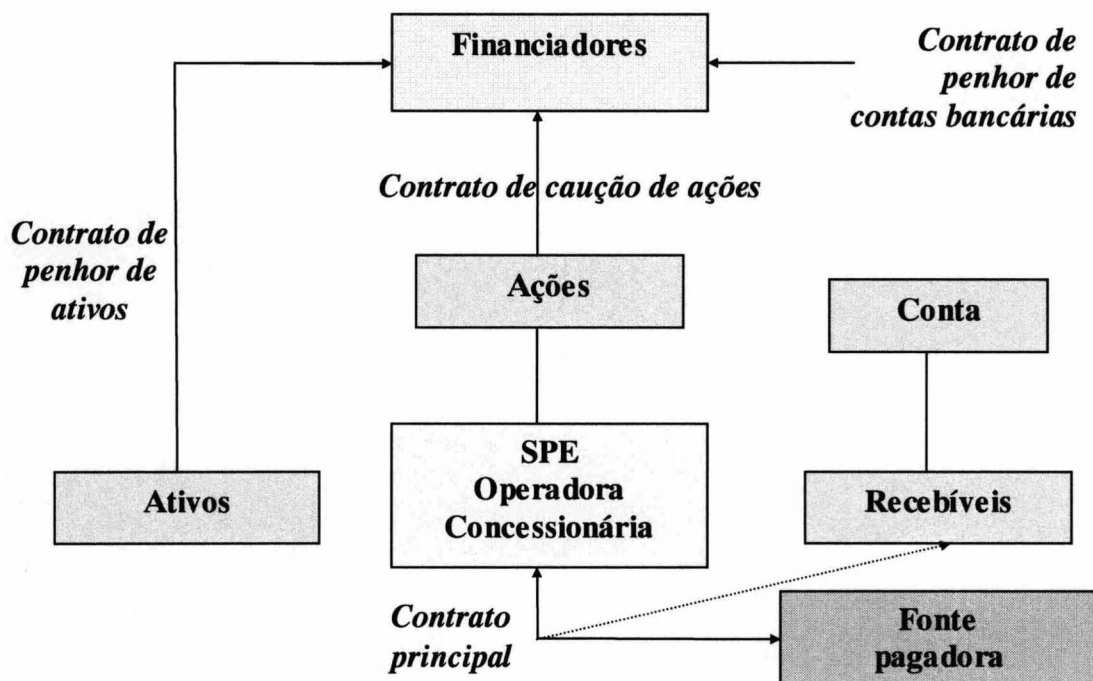 Financiadores
Contrato de
penhor de
contas bancárias
Contrato de caução de ações
Contrato de
penhor de
ativos
Ações
Conta
SPE
Operadora
Concessionária
Ativos
Recebíveis
Contrato
principal
Fonte
pagadora